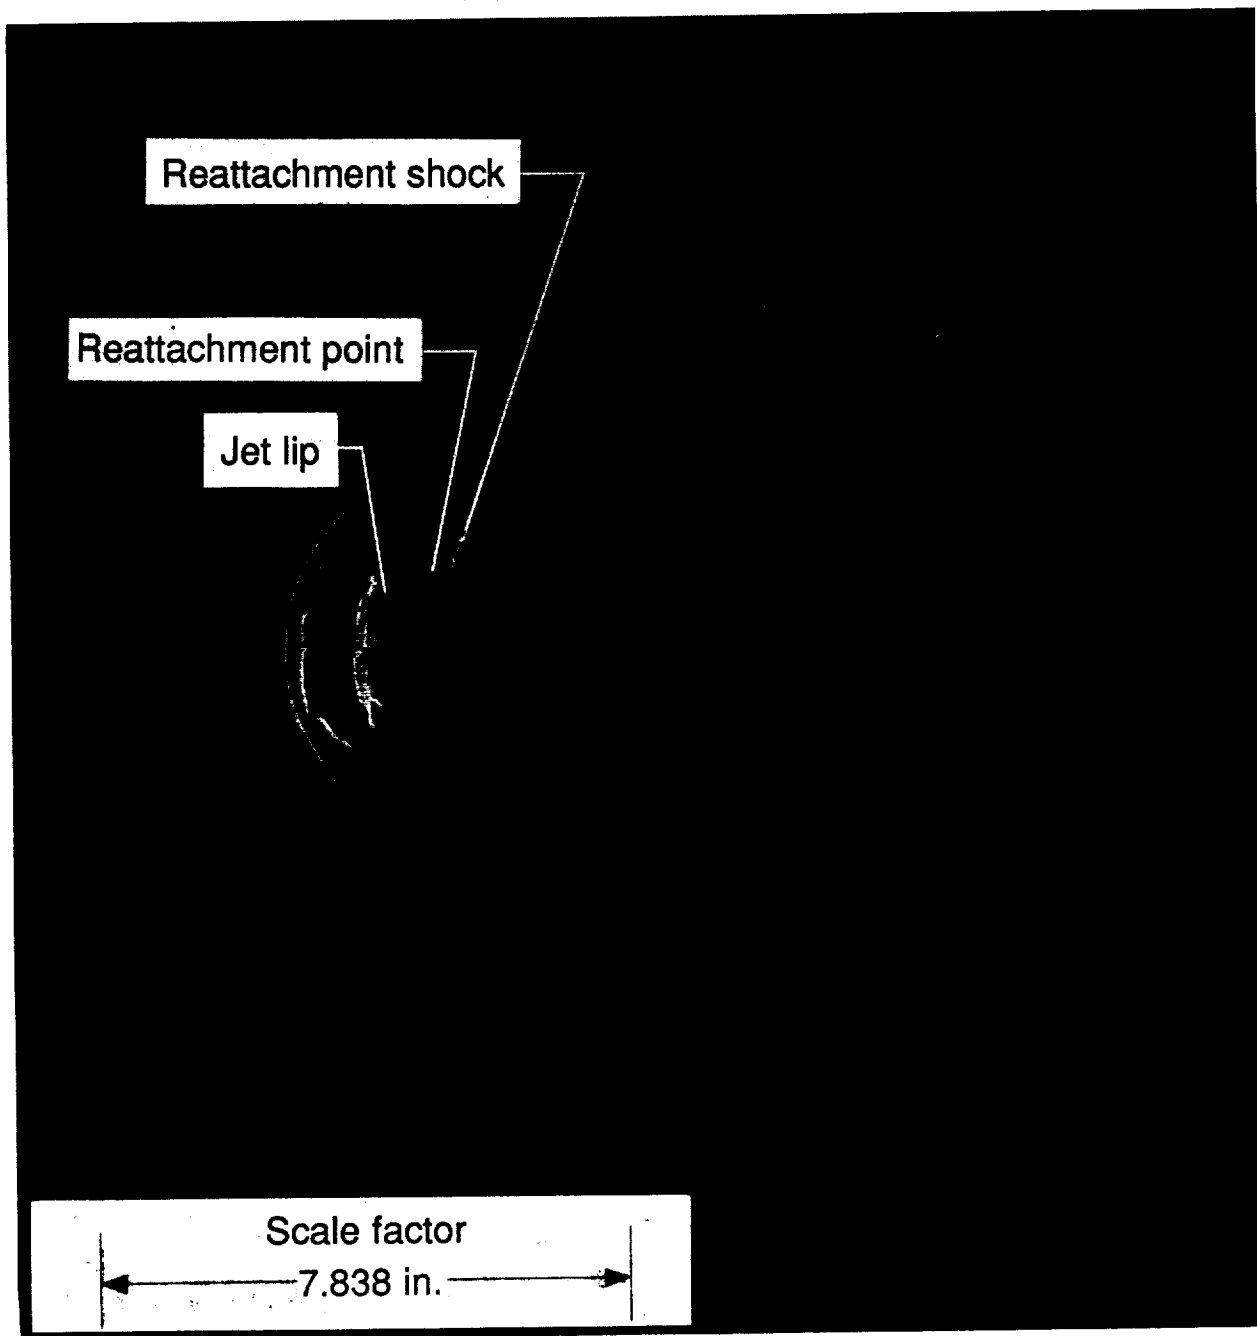 Reattachment shock
Reattachment point
Jet lip
Scale factor
7.838 in.